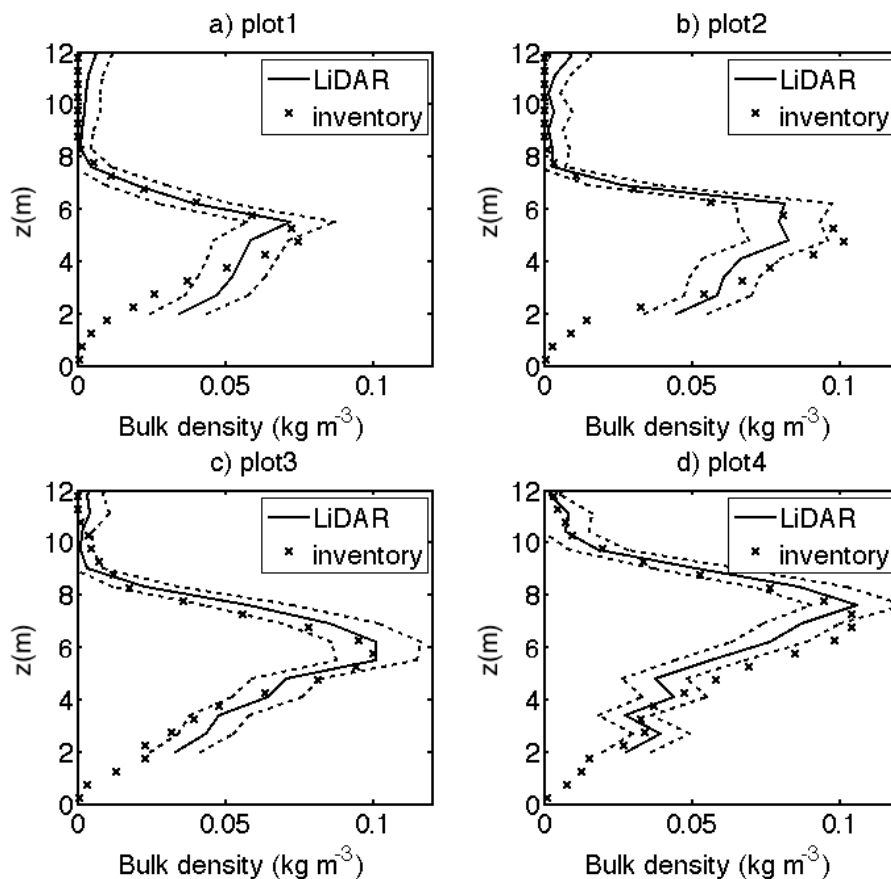 a) plot1
12
10
8
6
4
2
0
z(m)
LiDAR
inventory
0
0.05
0.1
Bulk density (kg m⁻³)
b) plot2
12
10
8
6
4
2
0
z(m)
LiDAR
inventory
0
0.05
0.1
Bulk density (kg m⁻³)
c) plot3
12
10
8
6
4
2
0
z(m)
LiDAR
inventory
0
0.05
0.1
Bulk density (kg m⁻³)
d) plot4
12
10
8
6
4
2
0
z(m)
LiDAR
inventory
0
0.05
0.1
Bulk density (kg m⁻³)